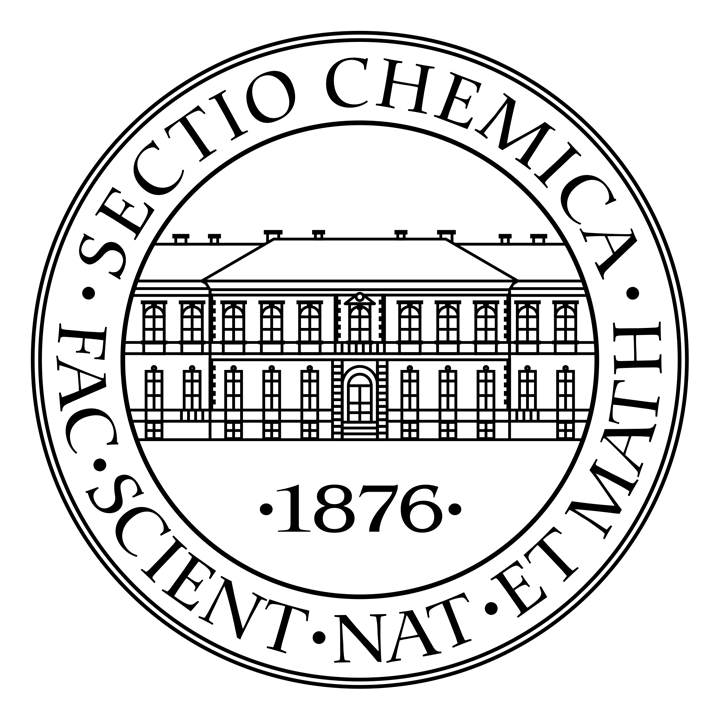 · SECTIO CHEMICA ·
FAC · SCIENT · NAT · ET MATH
·1876·